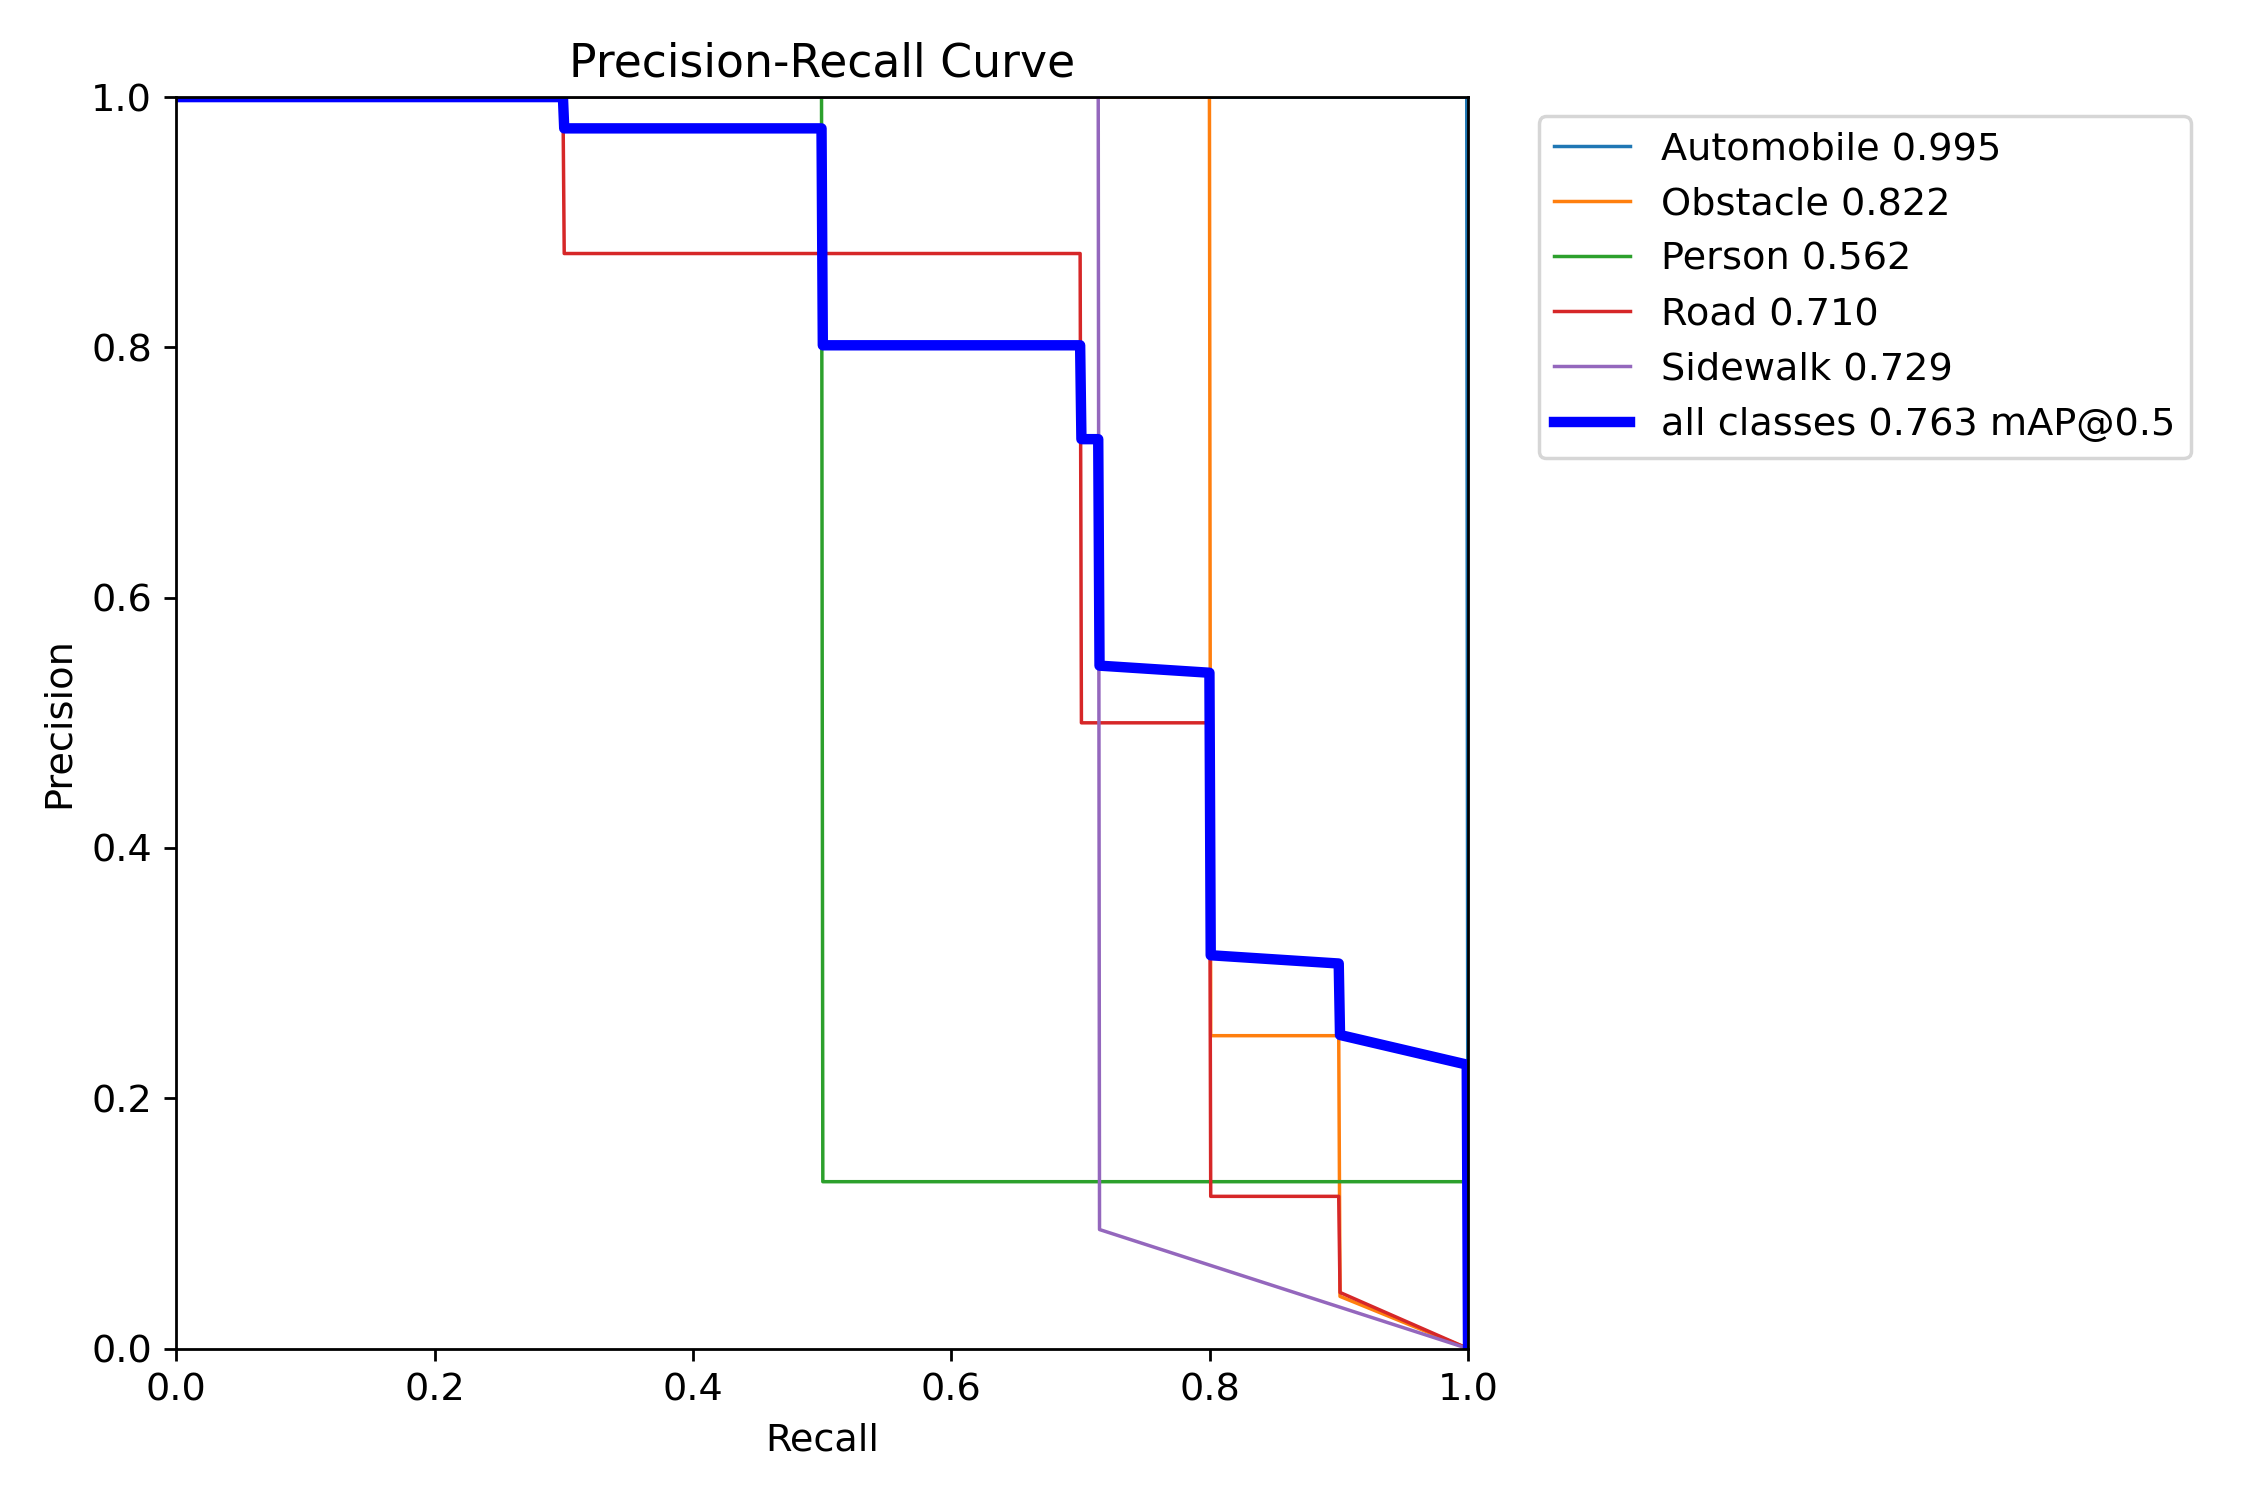 Precision-Recall Curve
1.0
0.8
0.6
0.4
0.2
0.0
Precision
0.0 0.2 0.4 0.6 0.8 1.0
Recall
Automobile 0.995
Obstacle 0.822
Person 0.562
Road 0.710
Sidewalk 0.729
all classes 0.763 mAP@0.5